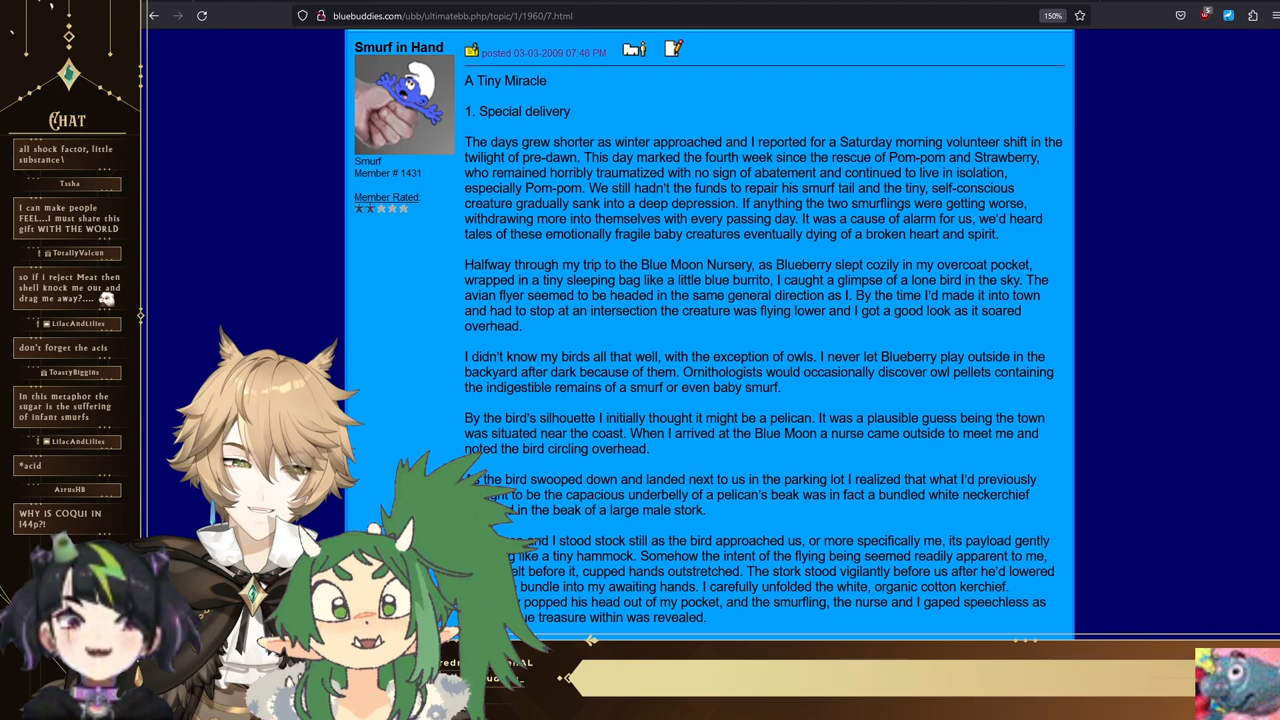 bluebuddies.com/ubb/ultimatebb.php/topic/1/1960/7.html
150%
5
CHAT
all shock factor, little
substance\
Tssha
I can make people
FEEL...I must share this
gift WITH THE WORLD
TotallyValcun
so if i reject Meat then
shell knock me out and
drag me away?....
LilacAndLilies
don't forget the acis
ToastyBiggins
In this metaphor the
sugar is the suffering
of infant smurfs
LilacAndLilies
*acid
AtrusHB
WHY IS COQUI IN
144p?!
Smurf in Hand
Smurf
Member # 1431
Member Rated:
posted 03-03-2009 07:46 PM
A Tiny Miracle
1. Special delivery
The days grew shorter as winter approached and I reported for a Saturday morning volunteer shift in the
twilight of pre-dawn. This day marked the fourth week since the rescue of Pom-pom and Strawberry,
who remained horribly traumatized with no sign of abatement and continued to live in isolation,
especially Pom-pom. We still hadn't the funds to repair his smurf tail and the tiny, self-conscious
creature gradually sank into a deep depression. If anything the two smurflings were getting worse,
withdrawing more into themselves with every passing day. It was a cause of alarm for us, we'd heard
tales of these emotionally fragile baby creatures eventually dying of a broken heart and spirit.
Halfway through my trip to the Blue Moon Nursery, as Blueberry slept cozily in my overcoat pocket,
wrapped in a tiny sleeping bag like a little blue burrito, I caught a glimpse of a lone bird in the sky. The
avian flyer seemed to be headed in the same general direction as I. By the time I'd made it into town
and had to stop at an intersection the creature was flying lower and I got a good look as it soared
overhead.
I didn't know my birds all that well, with the exception of owls. I never let Blueberry play outside in the
backyard after dark because of them. Ornithologists would occasionally discover owl pellets containing
the indigestible remains of a smurf or even baby smurf.
By the bird's silhouette I initially thought it might be a pelican. It was a plausible guess being the town
was situated near the coast. When I arrived at the Blue Moon a nurse came outside to meet me and
noted the bird circling overhead.
the bird swooped down and landed next to us in the parking lot I realized that what I'd previously
to be the capacious underbelly of a pelican's beak was in fact a bundled white neckerchief
in the beak of a large male stork.
and I stood stock still as the bird approached us, or more specifically me, its payload gently
like a tiny hammock. Somehow the intent of the flying being seemed readily apparent to me,
elt before it, cupped hands outstretched. The stork stood vigilantly before us after he'd lowered
bundle into my awaiting hands. I carefully unfolded the white, organic cotton kerchief.
popped his head out of my pocket, and the smurfling, the nurse and I gaped speechless as
ue treasure within was revealed.